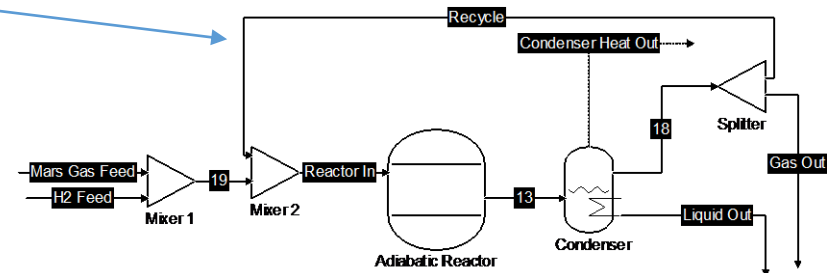 Recycle
Condenser Heat Out
18
Splitter
Mars Gas Feed
19
Reactor In
Gas Out
H2 Feed
13
Mixer 1
Mixer 2
Liquid Out
Condenser
Adiabatic Reactor